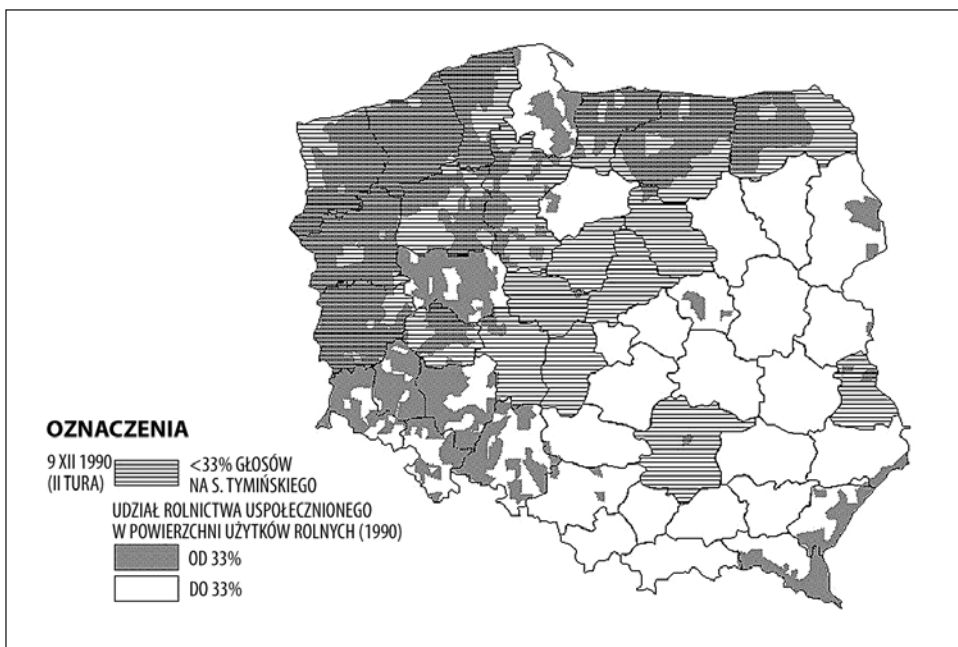 OZNACZENIA
9 XII 1990
(II TURA)
<33% GŁOSÓW
NA S. TYMIŃSKIEGO
UDZIAŁ ROLNICTWA USPOŁECZNIONEGO
W POWIERZCHNI UŻYTKÓW ROLNYCH (1990)
OD 33%
DO 33%